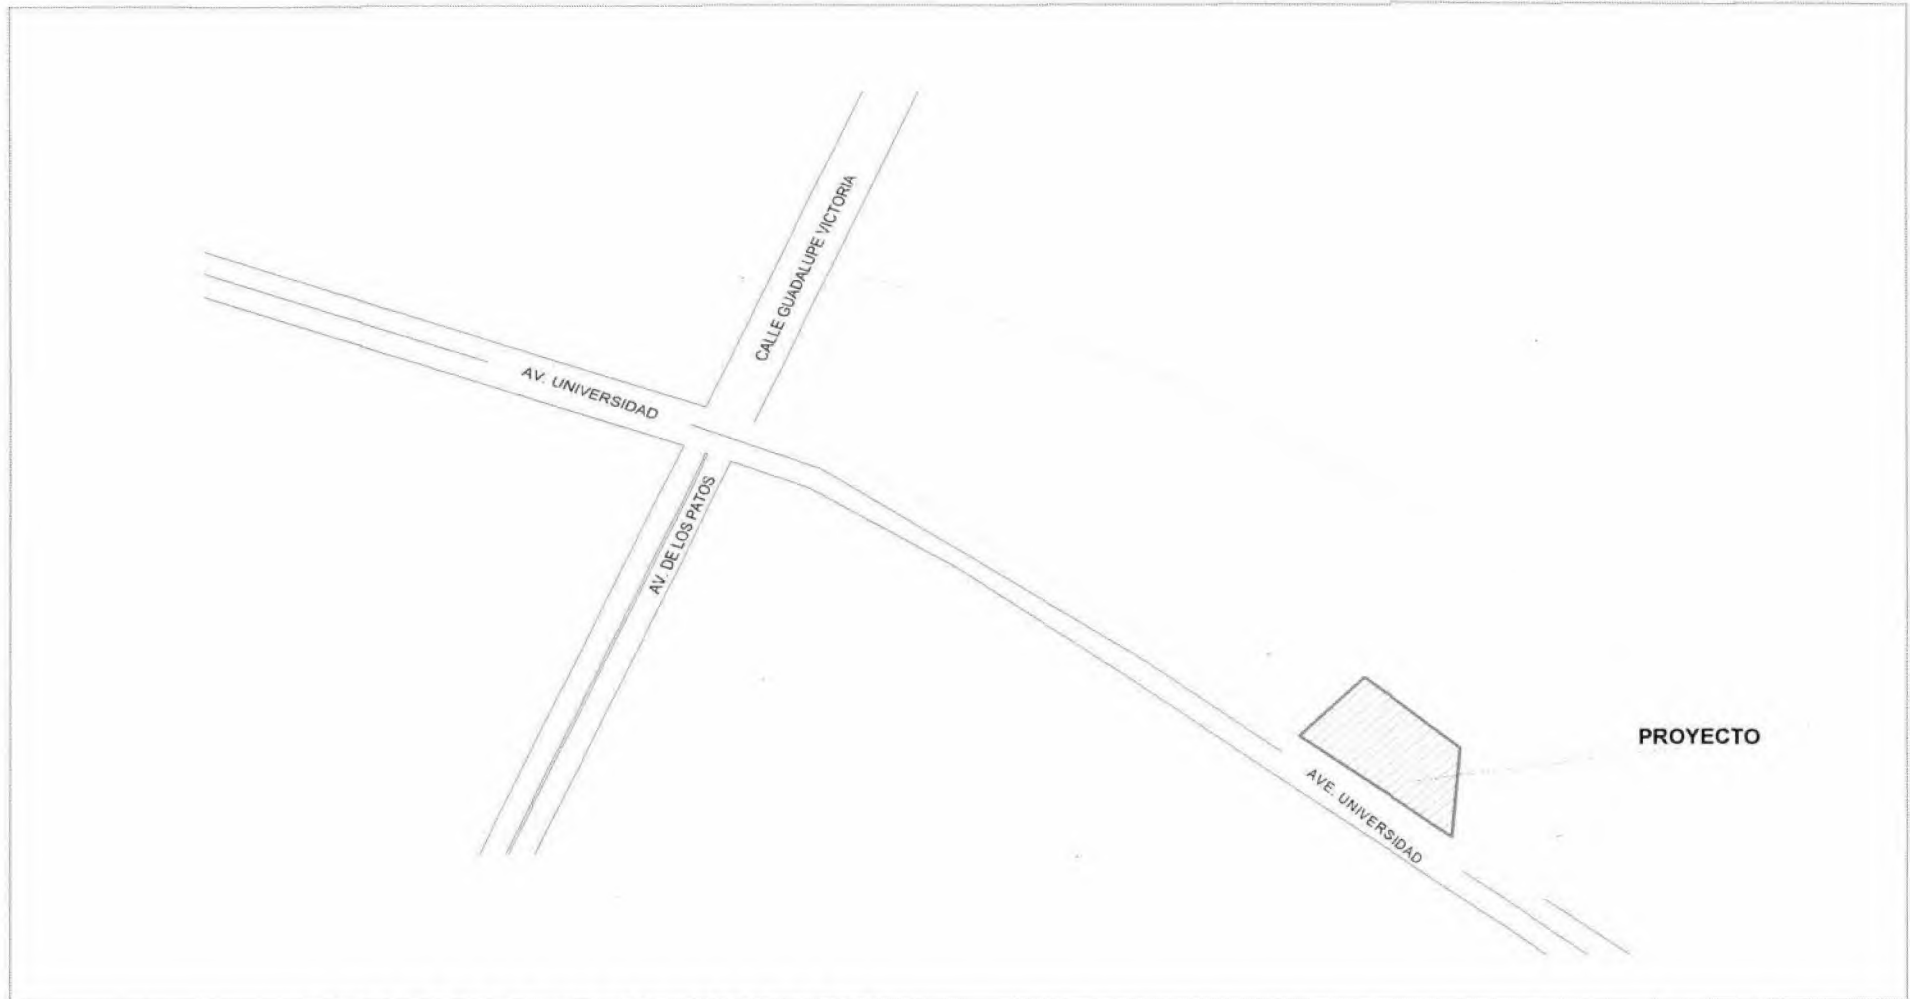 CALLE GUADALUPE VICTORIA
AV. UNIVERSIDAD
AV. DE LOS PATOS
PROYECTO
AVE. UNIVERSIDAD